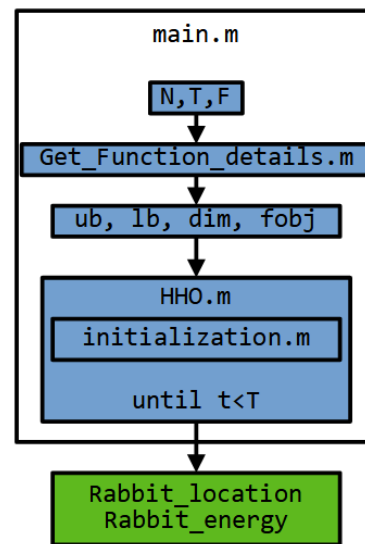 main.m
N,T,F
Get_Function_details.m
ub, lb, dim, fobj
HHO.m
initialization.m
until t<T
Rabbit_location
Rabbit_energy